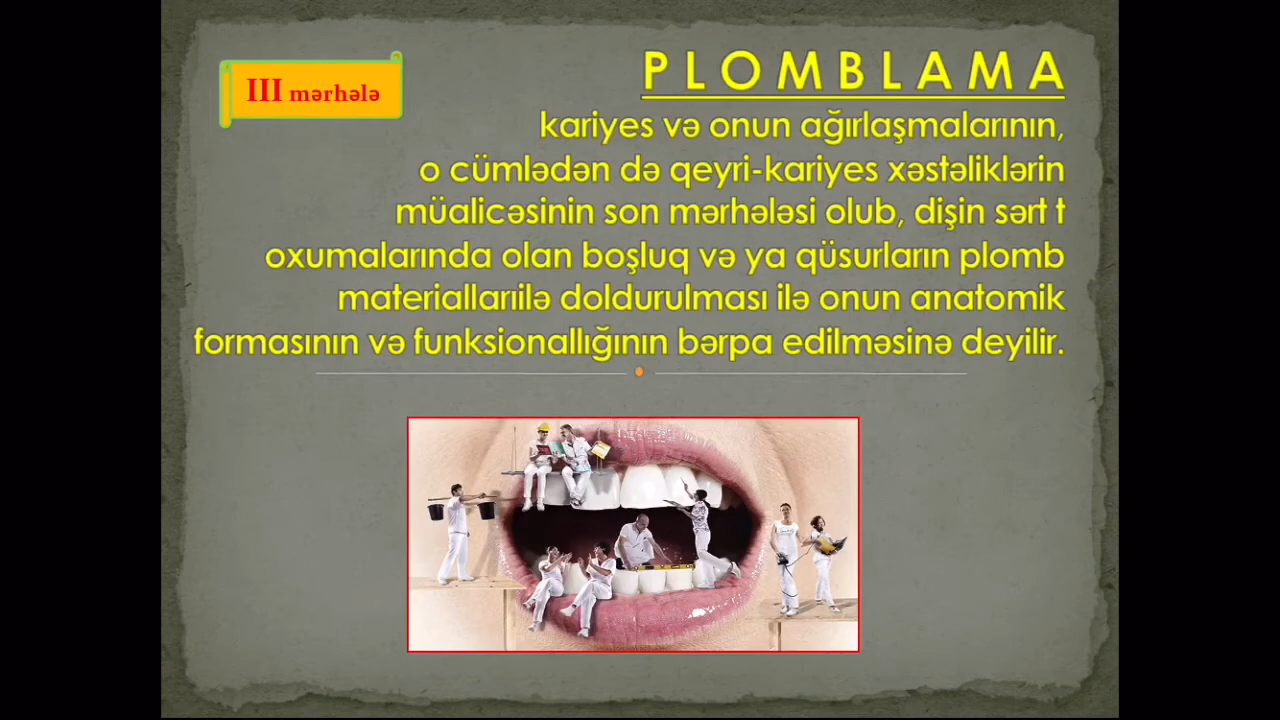 III mərhələ
PLOMBLAMA
kariyes və onun ağırlaşmalarının,
o cümlədən də qeyri-kariyes xəstəliklərin
müalicəsinin son mərhələsi olub, dişin sərt t
oxumalarında olan boşluq və ya qüsurların plomb
materiallarıilə doldurulması ilə onun anatomik
formasının və funksionallığının bərpa edilməsinə deyilir.